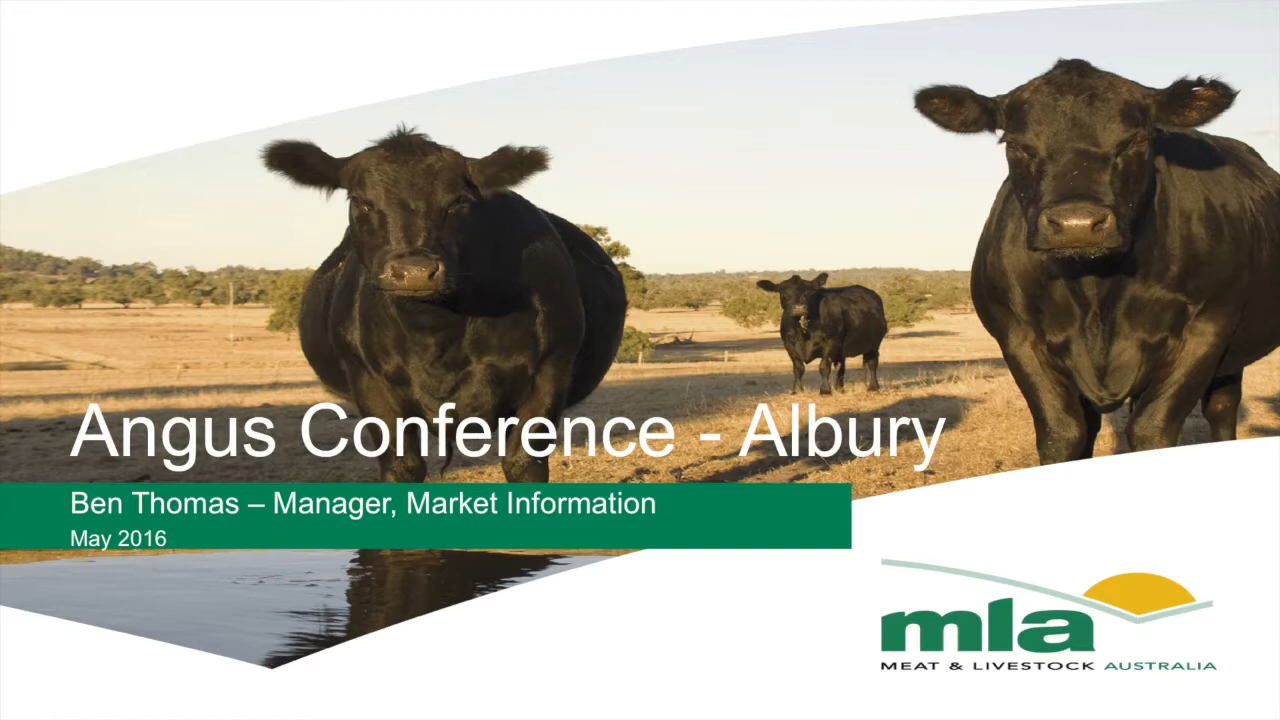 Angus Conference - Albury
Ben Thomas – Manager, Market Information
May 2016
mla
MEAT & LIVESTOCK AUSTRALIA